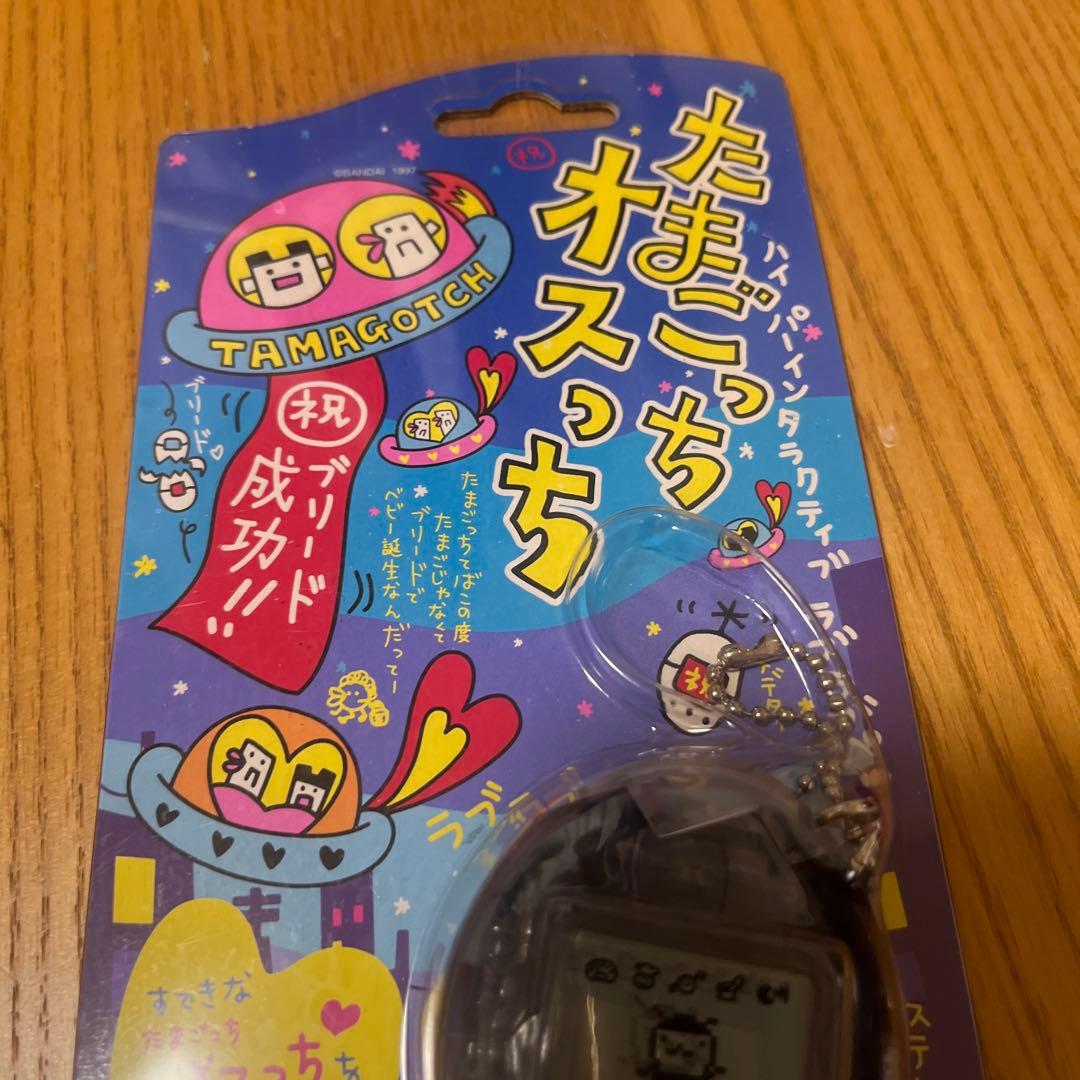 たまごっち
オスっち
ハイパーインタラクティブ ラブ
祝
©BANDAI 1997
TAMAGOTCH
祝
ブリード
成功!!
ブリード♡
たまごっちでばこの度
たまごじゃなくて
ブリードで
ベビー誕生なんだってー
すてきな
たまごっち
っちを